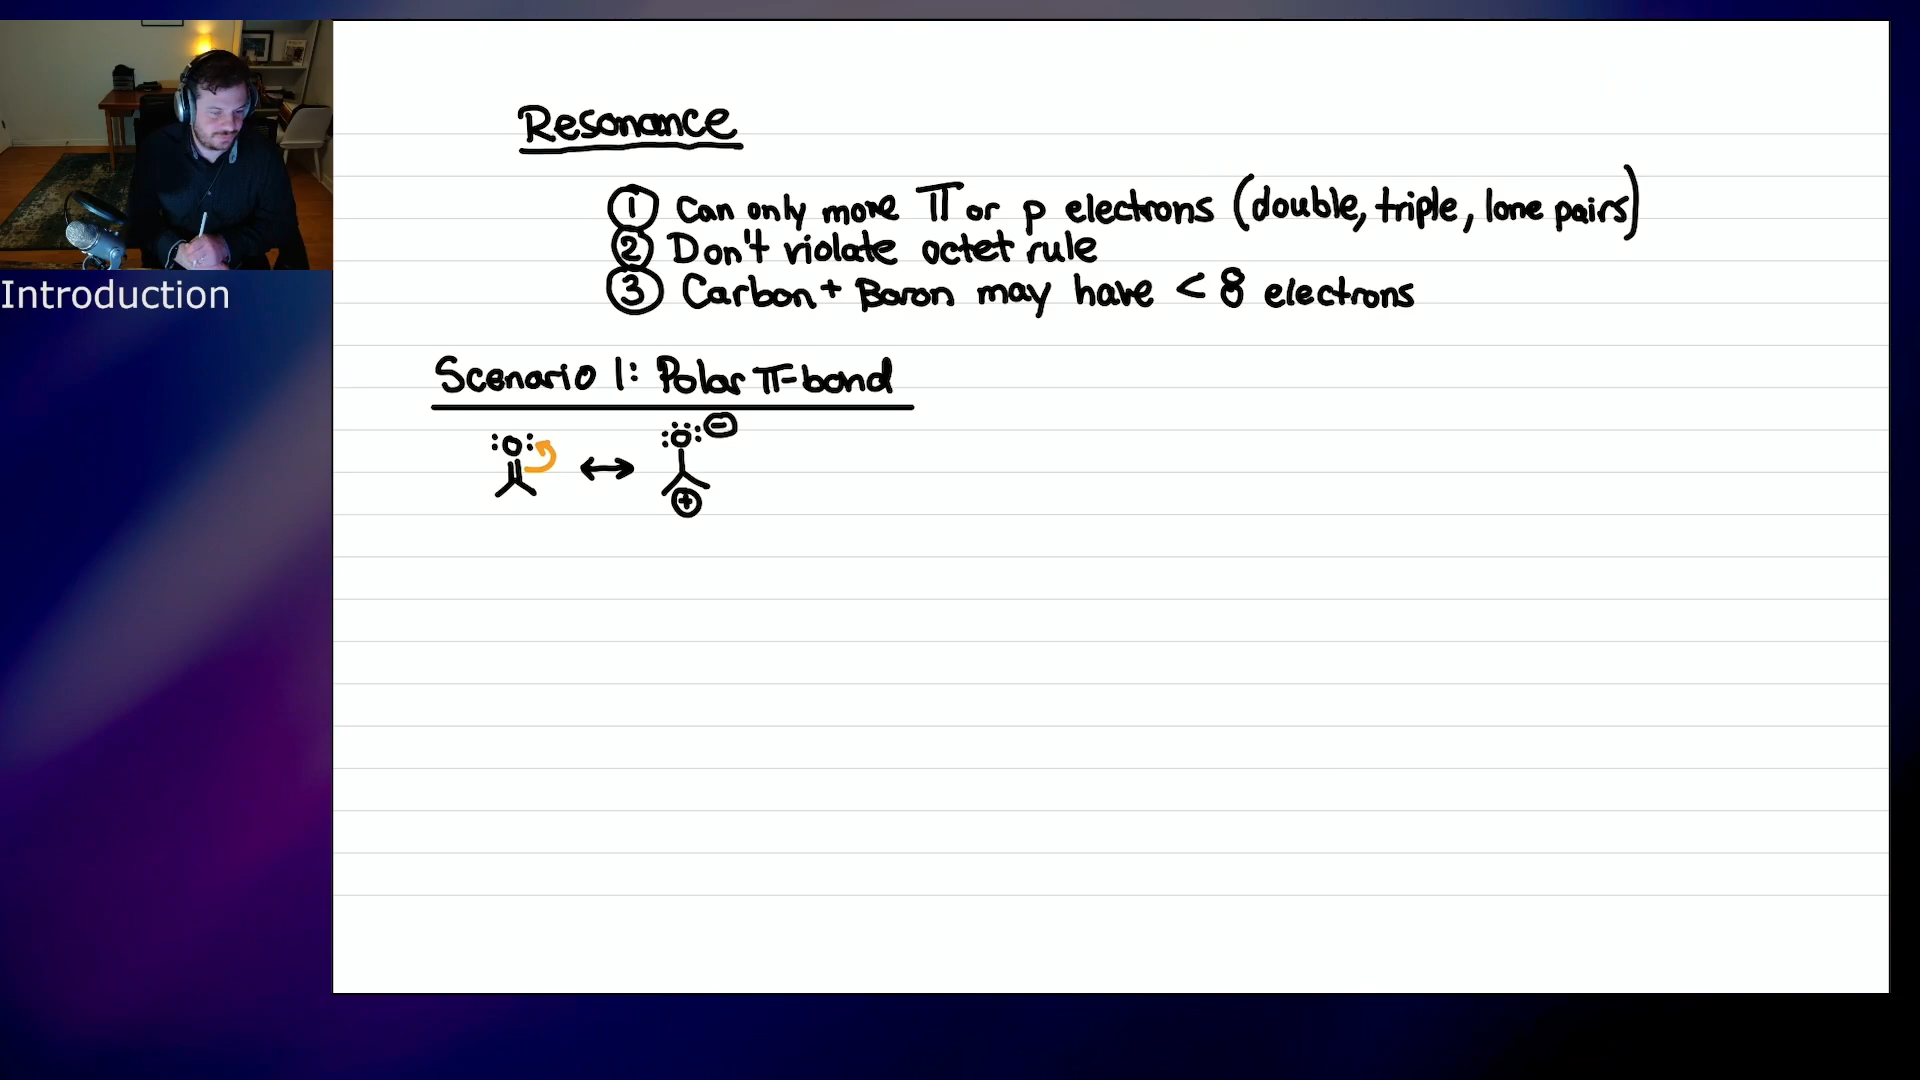 Resonance
① Can only move π or p electrons (double, triple, lone pairs)
② Don't violate octet rule
③ Carbon + Boron may have < 8 electrons
Introduction
Scenario 1: Polar π-bond
:O: ↔ :O: ⊖
⊕